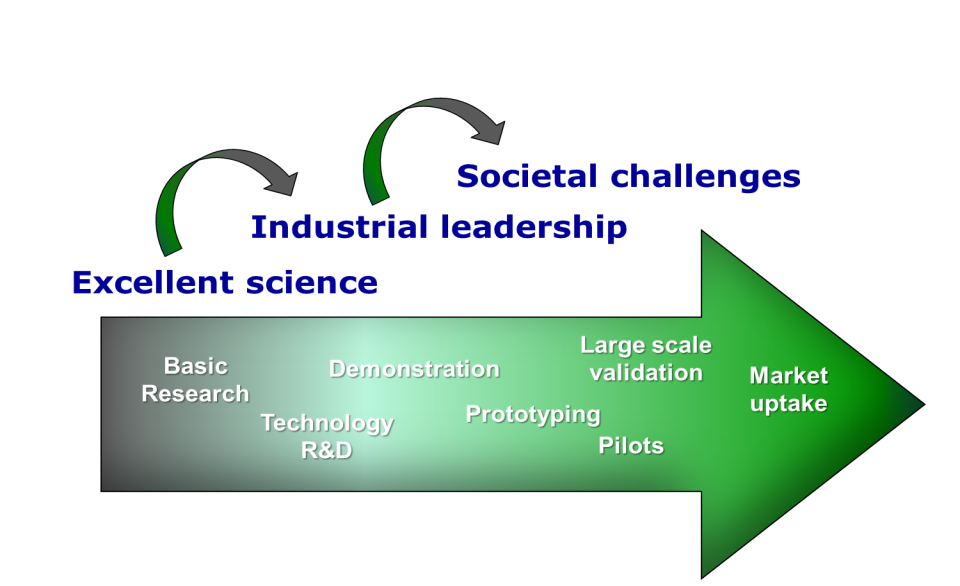 Societal challenges
Industrial leadership
Excellent science
Basic
Research
Technology
R&D
Demonstration
Prototyping
Large scale
validation
Pilots
Market
uptake